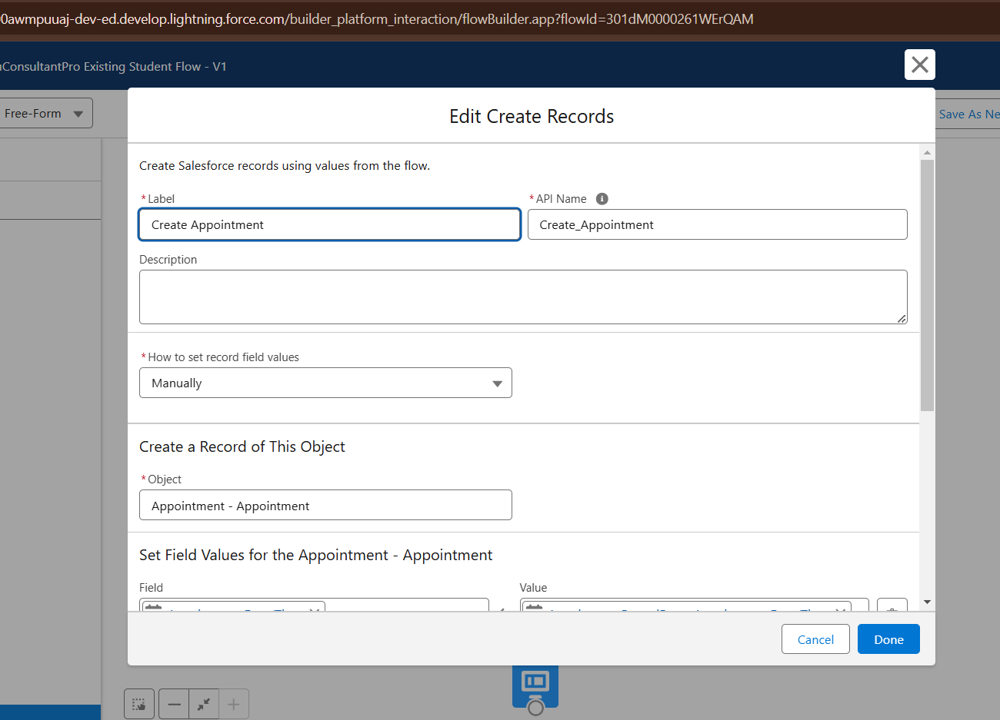 0awmpuuaj-dev-ed.develop.lightning.force.com/builder_platform_interaction/flowBuilder.app?flowId=301dM0000261WErQAM
ConsultantPro Existing Student Flow - V1
Free-Form
Save As Ne
Edit Create Records
Create Salesforce records using values from the flow.
*Label
*API Name
Create Appointment
Create_Appointment
Description
*How to set record field values
Manually
Create a Record of This Object
*Object
Appointment - Appointment
Set Field Values for the Appointment - Appointment
Field
Value
Cancel
Done